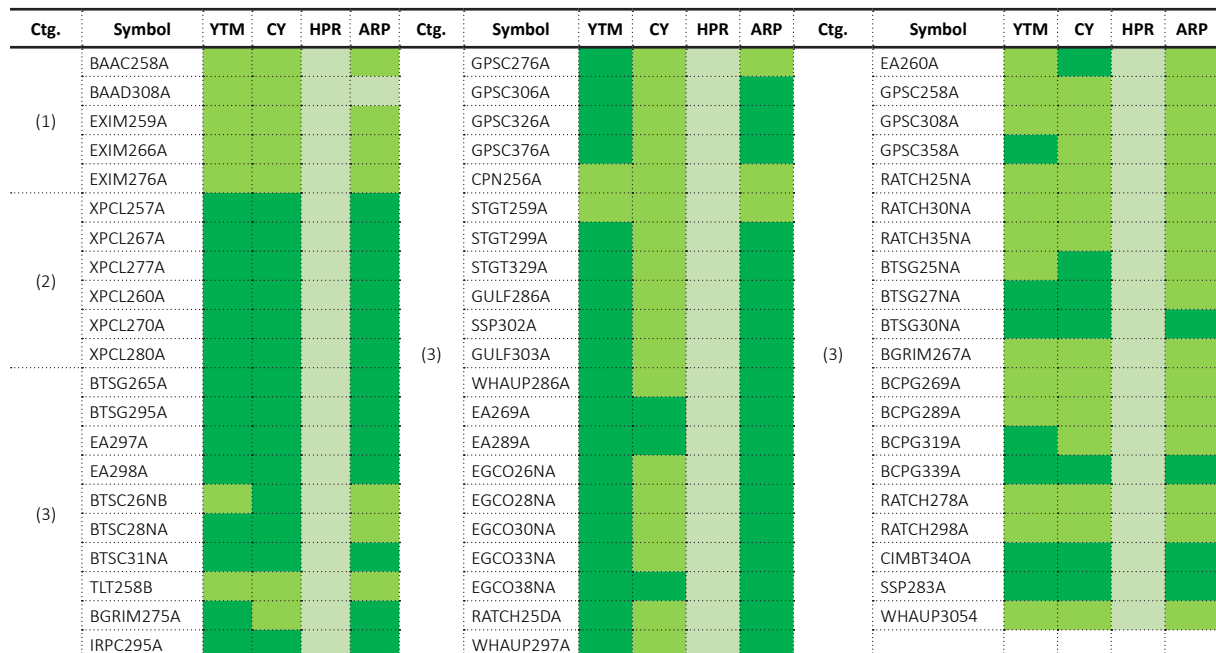 Ctg. Symbol YTM CY HPR ARP Ctg. Symbol YTM CY HPR ARP Ctg. Symbol YTM CY HPR ARP
BAAC258A GPSC276A EA260A
BAAD308A GPSC306A GPSC258A
(1) EXIM259A GPSC326A GPSC308A
EXIM266A GPSC376A GPSC358A
EXIM276A CPN256A RATCH25NA
XPCL257A STGT259A RATCH30NA
XPCL267A STGT299A RATCH35NA
XPCL277A STGT329A BTSG25NA
(2)
XPCL260A GULF286A BTSG27NA
XPCL270A SSP302A BTSG30NA
XPCL280A (3) GULF303A (3) BGRIM267A
BTSG265A WHAUP286A BCPG269A
BTSG295A EA269A BCPG289A
EA297A EA289A BCPG319A
EA298A EGCO26NA BCPG339A
BTSC26NB EGCO28NA RATCH278A
(3)
BTSC28NA EGCO30NA RATCH298A
BTSC31NA EGCO33NA CIMBT34OA
TLT258B EGCO38NA SSP283A
BGRIM275A RATCH25DA WHAUP3054
IRPC295A WHAUP297A